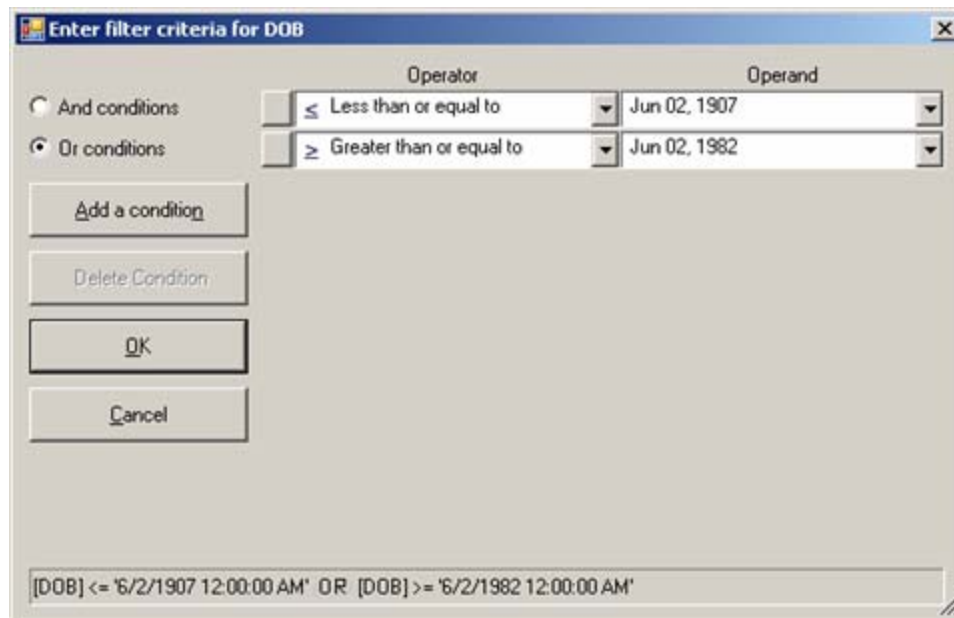 Enter filter criteria for DOB
Operator Operand
And conditions ≤ Less than or equal to Jun 02, 1907
Or conditions ≥ Greater than or equal to Jun 02, 1982
Add a condition
Delete Condition
OK
Cancel
[DOB] <= '6/2/1907 12:00:00 AM' OR [DOB] >= '6/2/1982 12:00:00 AM'